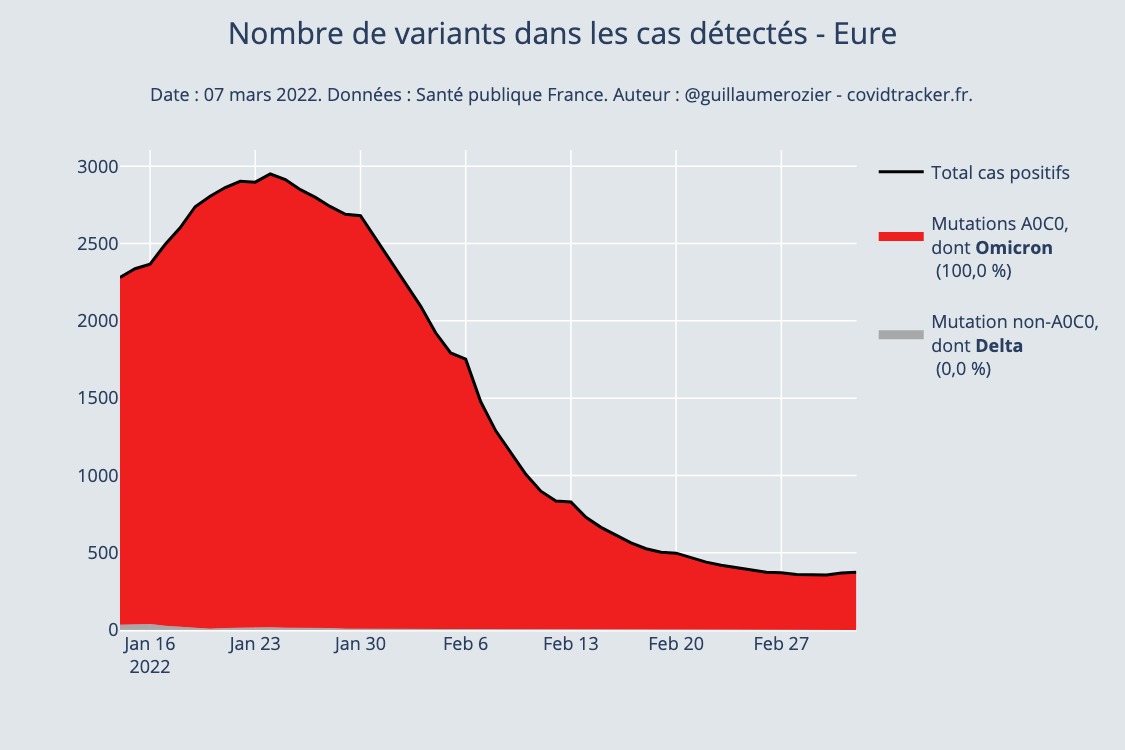 Nombre de variants dans les cas détectés - Eure
Date : 07 mars 2022. Données : Santé publique France. Auteur : @guillaumerozier - covidtracker.fr.
3000
2500
2000
1500
1000
500
0
Jan 16
2022
Jan 23
Jan 30
Feb 6
Feb 13
Feb 20
Feb 27
Total cas positifs
Mutations A0C0,
dont Omicron
(100,0 %)
Mutation non-A0C0,
dont Delta
(0,0 %)